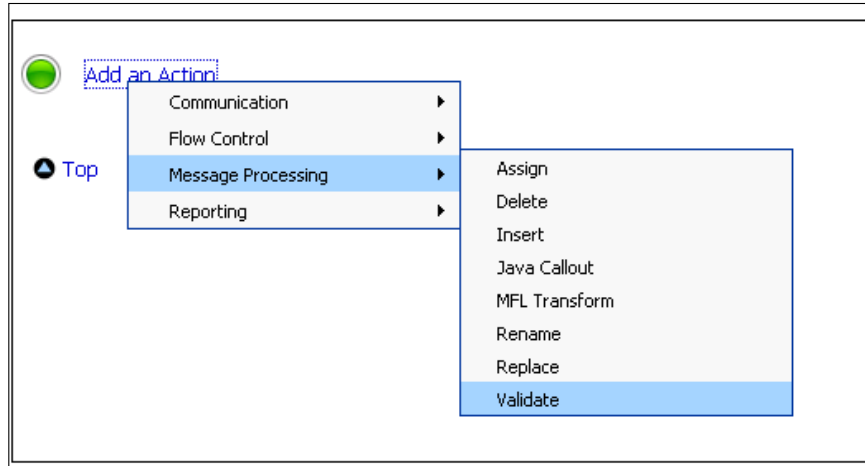 Add an Action
Communication
Flow Control
Top
Message Processing
Reporting
Assign
Delete
Insert
Java Callout
MFL Transform
Rename
Replace
Validate